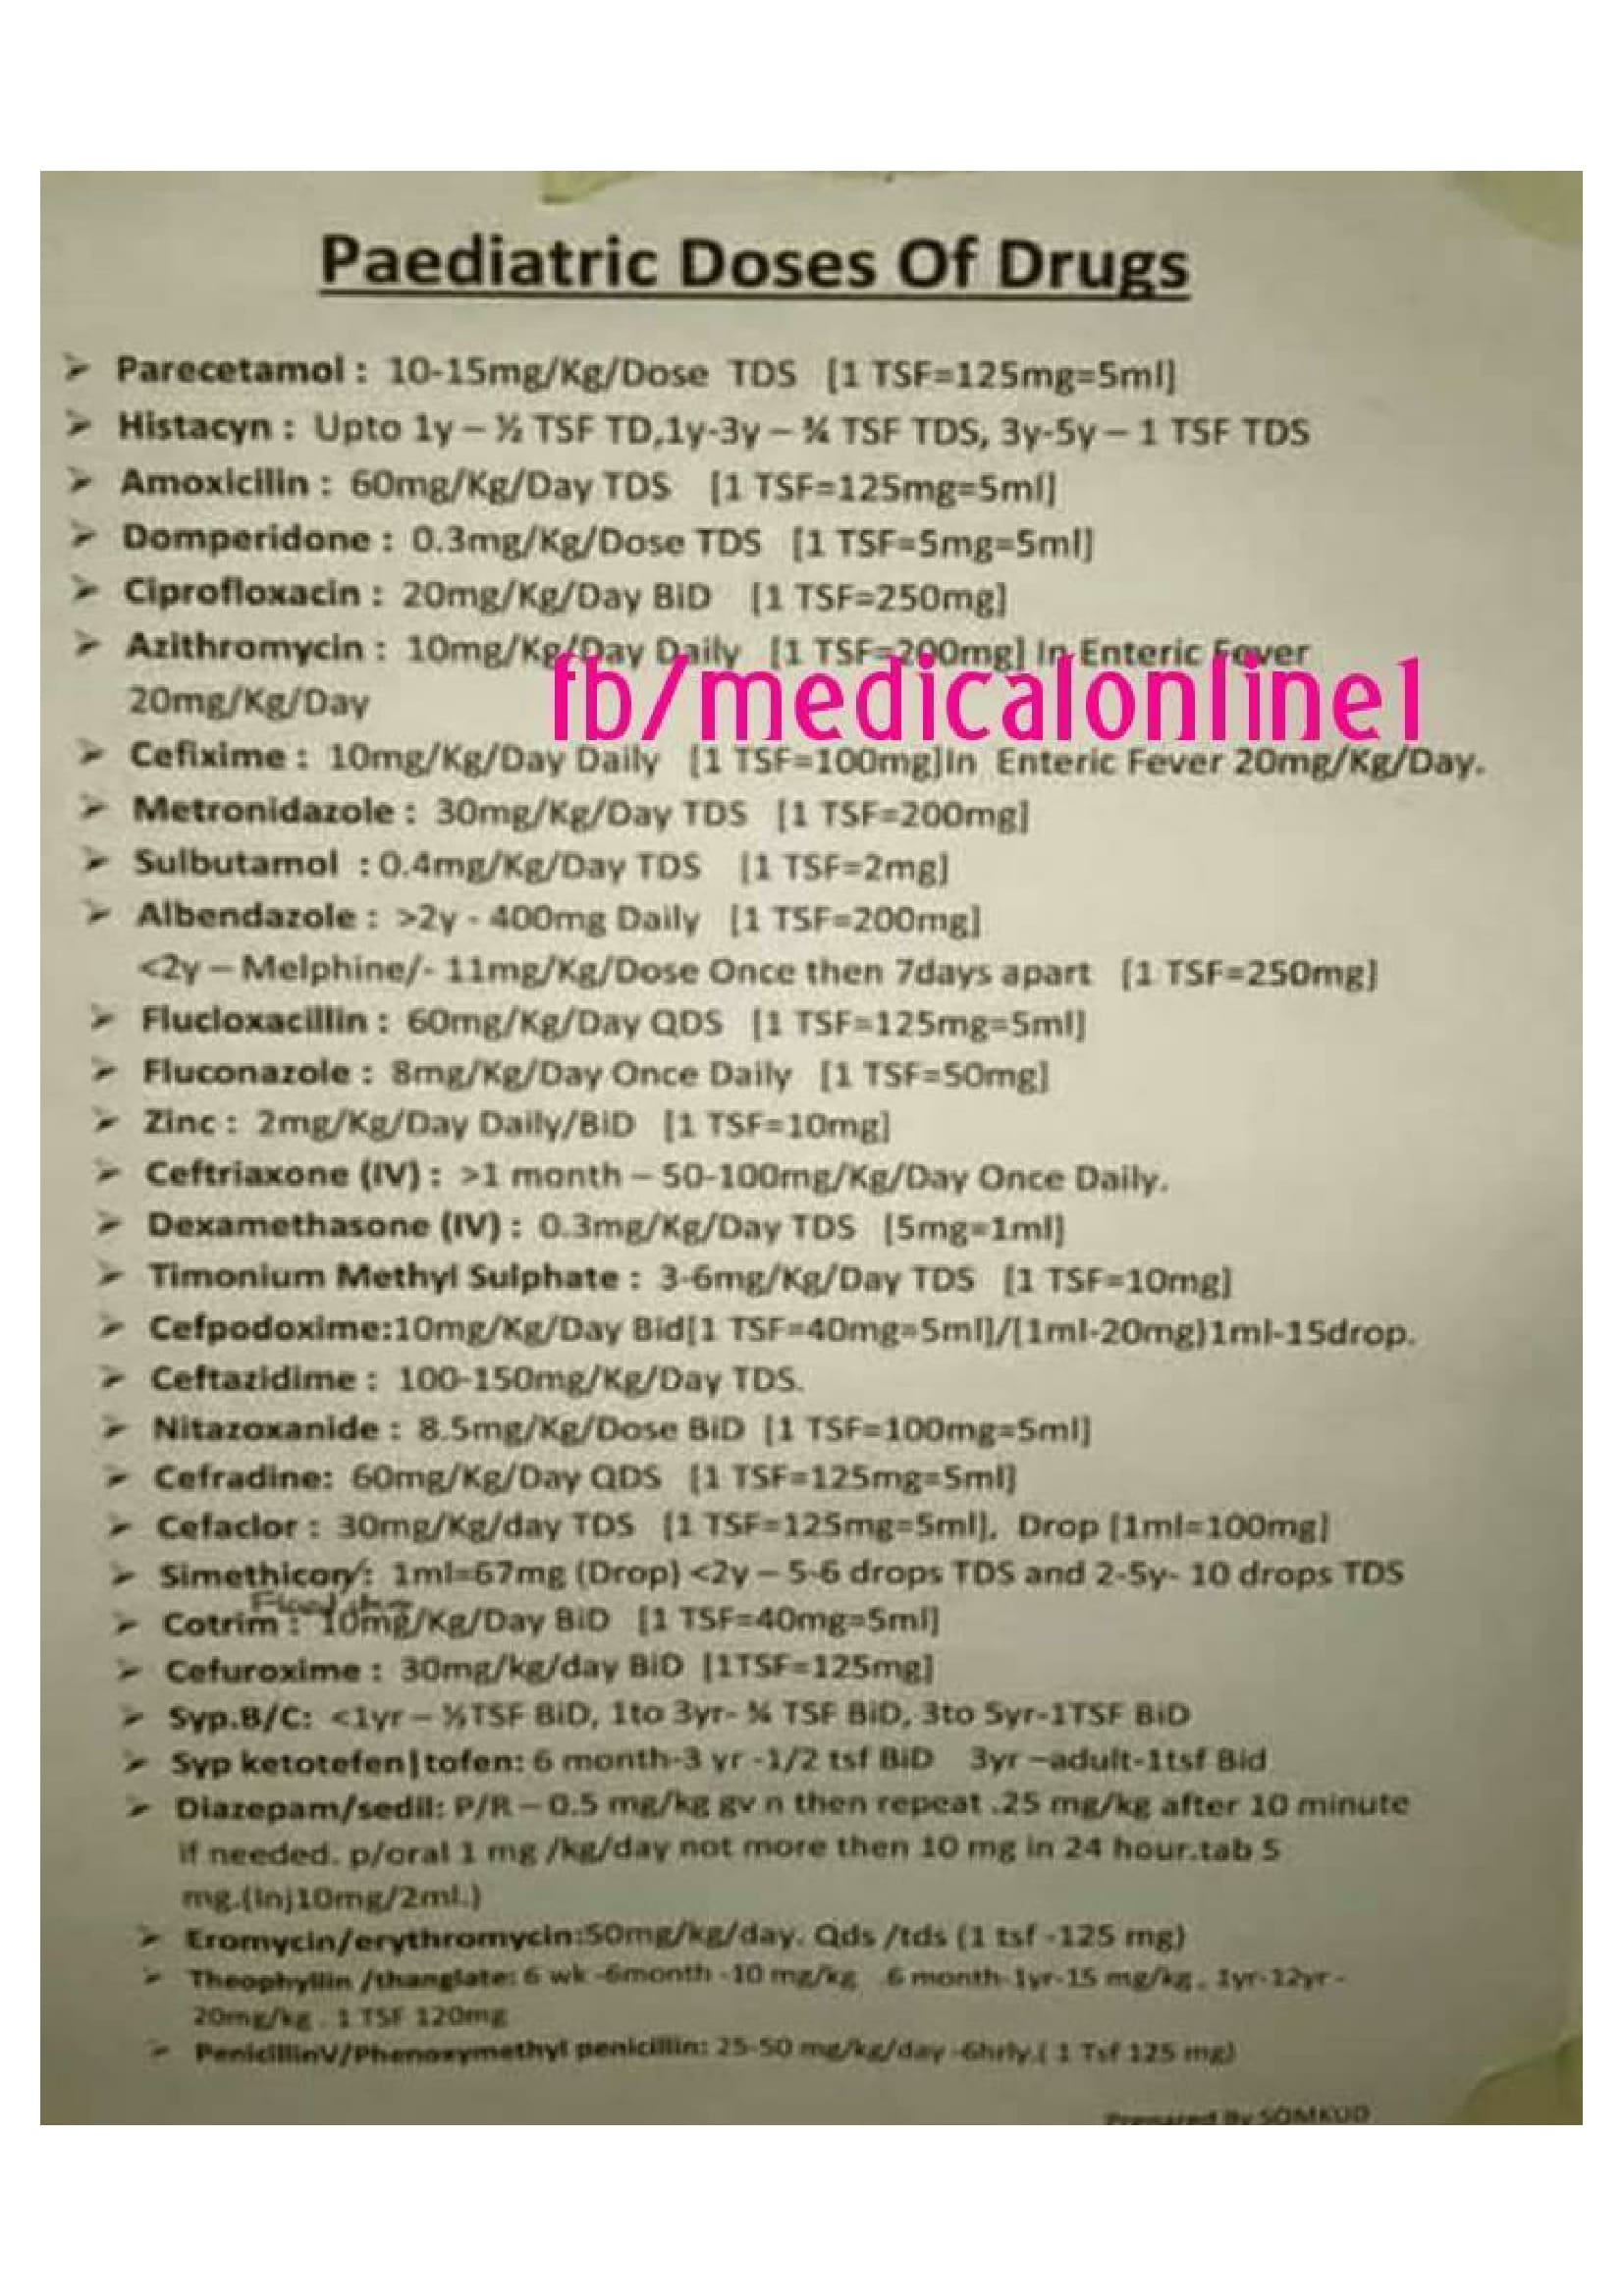 Paediatric Doses Of Drugs
➢ Parecetamol : 10-15mg/Kg/Dose TDS [1 TSF=125mg=5ml]
➢ Histacyn : Upto 1y – ½ TSF TD,1y-3y – ¾ TSF TDS, 3y-5y – 1 TSF TDS
➢ Amoxicilin : 60mg/Kg/Day TDS [1 TSF=125mg=5ml]
➢ Domperidone : 0.3mg/Kg/Dose TDS [1 TSF=5mg=5ml]
➢ Ciprofloxacin : 20mg/Kg/Day BiD [1 TSF=250mg]
➢ Azithromycin : 10mg/Kg/Day Daily [1 TSF=200mg] In Enteric Fever
20mg/Kg/Day
fb/medicalonline1
➢ Cefixime : 10mg/Kg/Day Daily [1 TSF=100mg]In Enteric Fever 20mg/Kg/Day.
➢ Metronidazole : 30mg/Kg/Day TDS [1 TSF=200mg]
➢ Sulbutamol : 0.4mg/Kg/Day TDS [1 TSF=2mg]
➢ Albendazole : >2y - 400mg Daily [1 TSF=200mg]
<2y – Melphine/- 11mg/Kg/Dose Once then 7days apart [1 TSF=250mg]
➢ Flucloxacillin : 60mg/Kg/Day QDS [1 TSF=125mg=5ml]
➢ Fluconazole : 8mg/Kg/Day Once Daily [1 TSF=50mg]
➢ Zinc : 2mg/Kg/Day Daily/BiD [1 TSF=10mg]
➢ Ceftriaxone (IV) : >1 month – 50-100mg/Kg/Day Once Daily.
➢ Dexamethasone (IV) : 0.3mg/Kg/Day TDS [5mg=1ml]
➢ Timonium Methyl Sulphate : 3-6mg/Kg/Day TDS [1 TSF=10mg]
➢ Cefpodoxime:10mg/Kg/Day Bid[1 TSF=40mg=5ml]/[1ml-20mg)1ml-15drop.
➢ Ceftazidime : 100-150mg/Kg/Day TDS.
➢ Nitazoxanide : 8.5mg/Kg/Dose BiD [1 TSF=100mg=5ml]
➢ Cefradine: 60mg/Kg/Day QDS [1 TSF=125mg=5ml]
➢ Cefaclor : 30mg/Kg/day TDS [1 TSF=125mg=5ml], Drop [1ml=100mg]
➢ Simethicon/: 1ml=67mg (Drop) <2y – 5-6 drops TDS and 2-5y- 10 drops TDS
➢ Cotrim : 10mg/Kg/Day BiD [1 TSF=40mg=5ml]
➢ Cefuroxime : 30mg/kg/day BiD [1TSF=125mg]
➢ Syp.B/C: <1yr – ½TSF BiD, 1to 3yr- ¾ TSF BiD, 3to 5yr-1TSF BiD
➢ Syp ketotefen|tofen: 6 month-3 yr -1/2 tsf BiD 3yr –adult-1tsf Bid
➢ Diazepam/sedil: P/R – 0.5 mg/kg gv n then repeat .25 mg/kg after 10 minute
if needed. p/oral 1 mg /kg/day not more then 10 mg in 24 hour.tab 5
mg.(Inj10mg/2ml.)
➢ Eromycin/erythromycin:50mg/kg/day. Qds /tds (1 tsf -125 mg)
➢ Theophyllin /thanglate: 6 wk -6month -10 mg/kg .6 month-1yr-15 mg/kg . 1yr-12yr -
20mg/kg . 1 TSF 120mg
➢ PenicillinV/Phenoxymethyl penicillin: 25-50 mg/kg/day -6hrly.( 1 Tsf 125 mg)
Prepared By SOMKUD